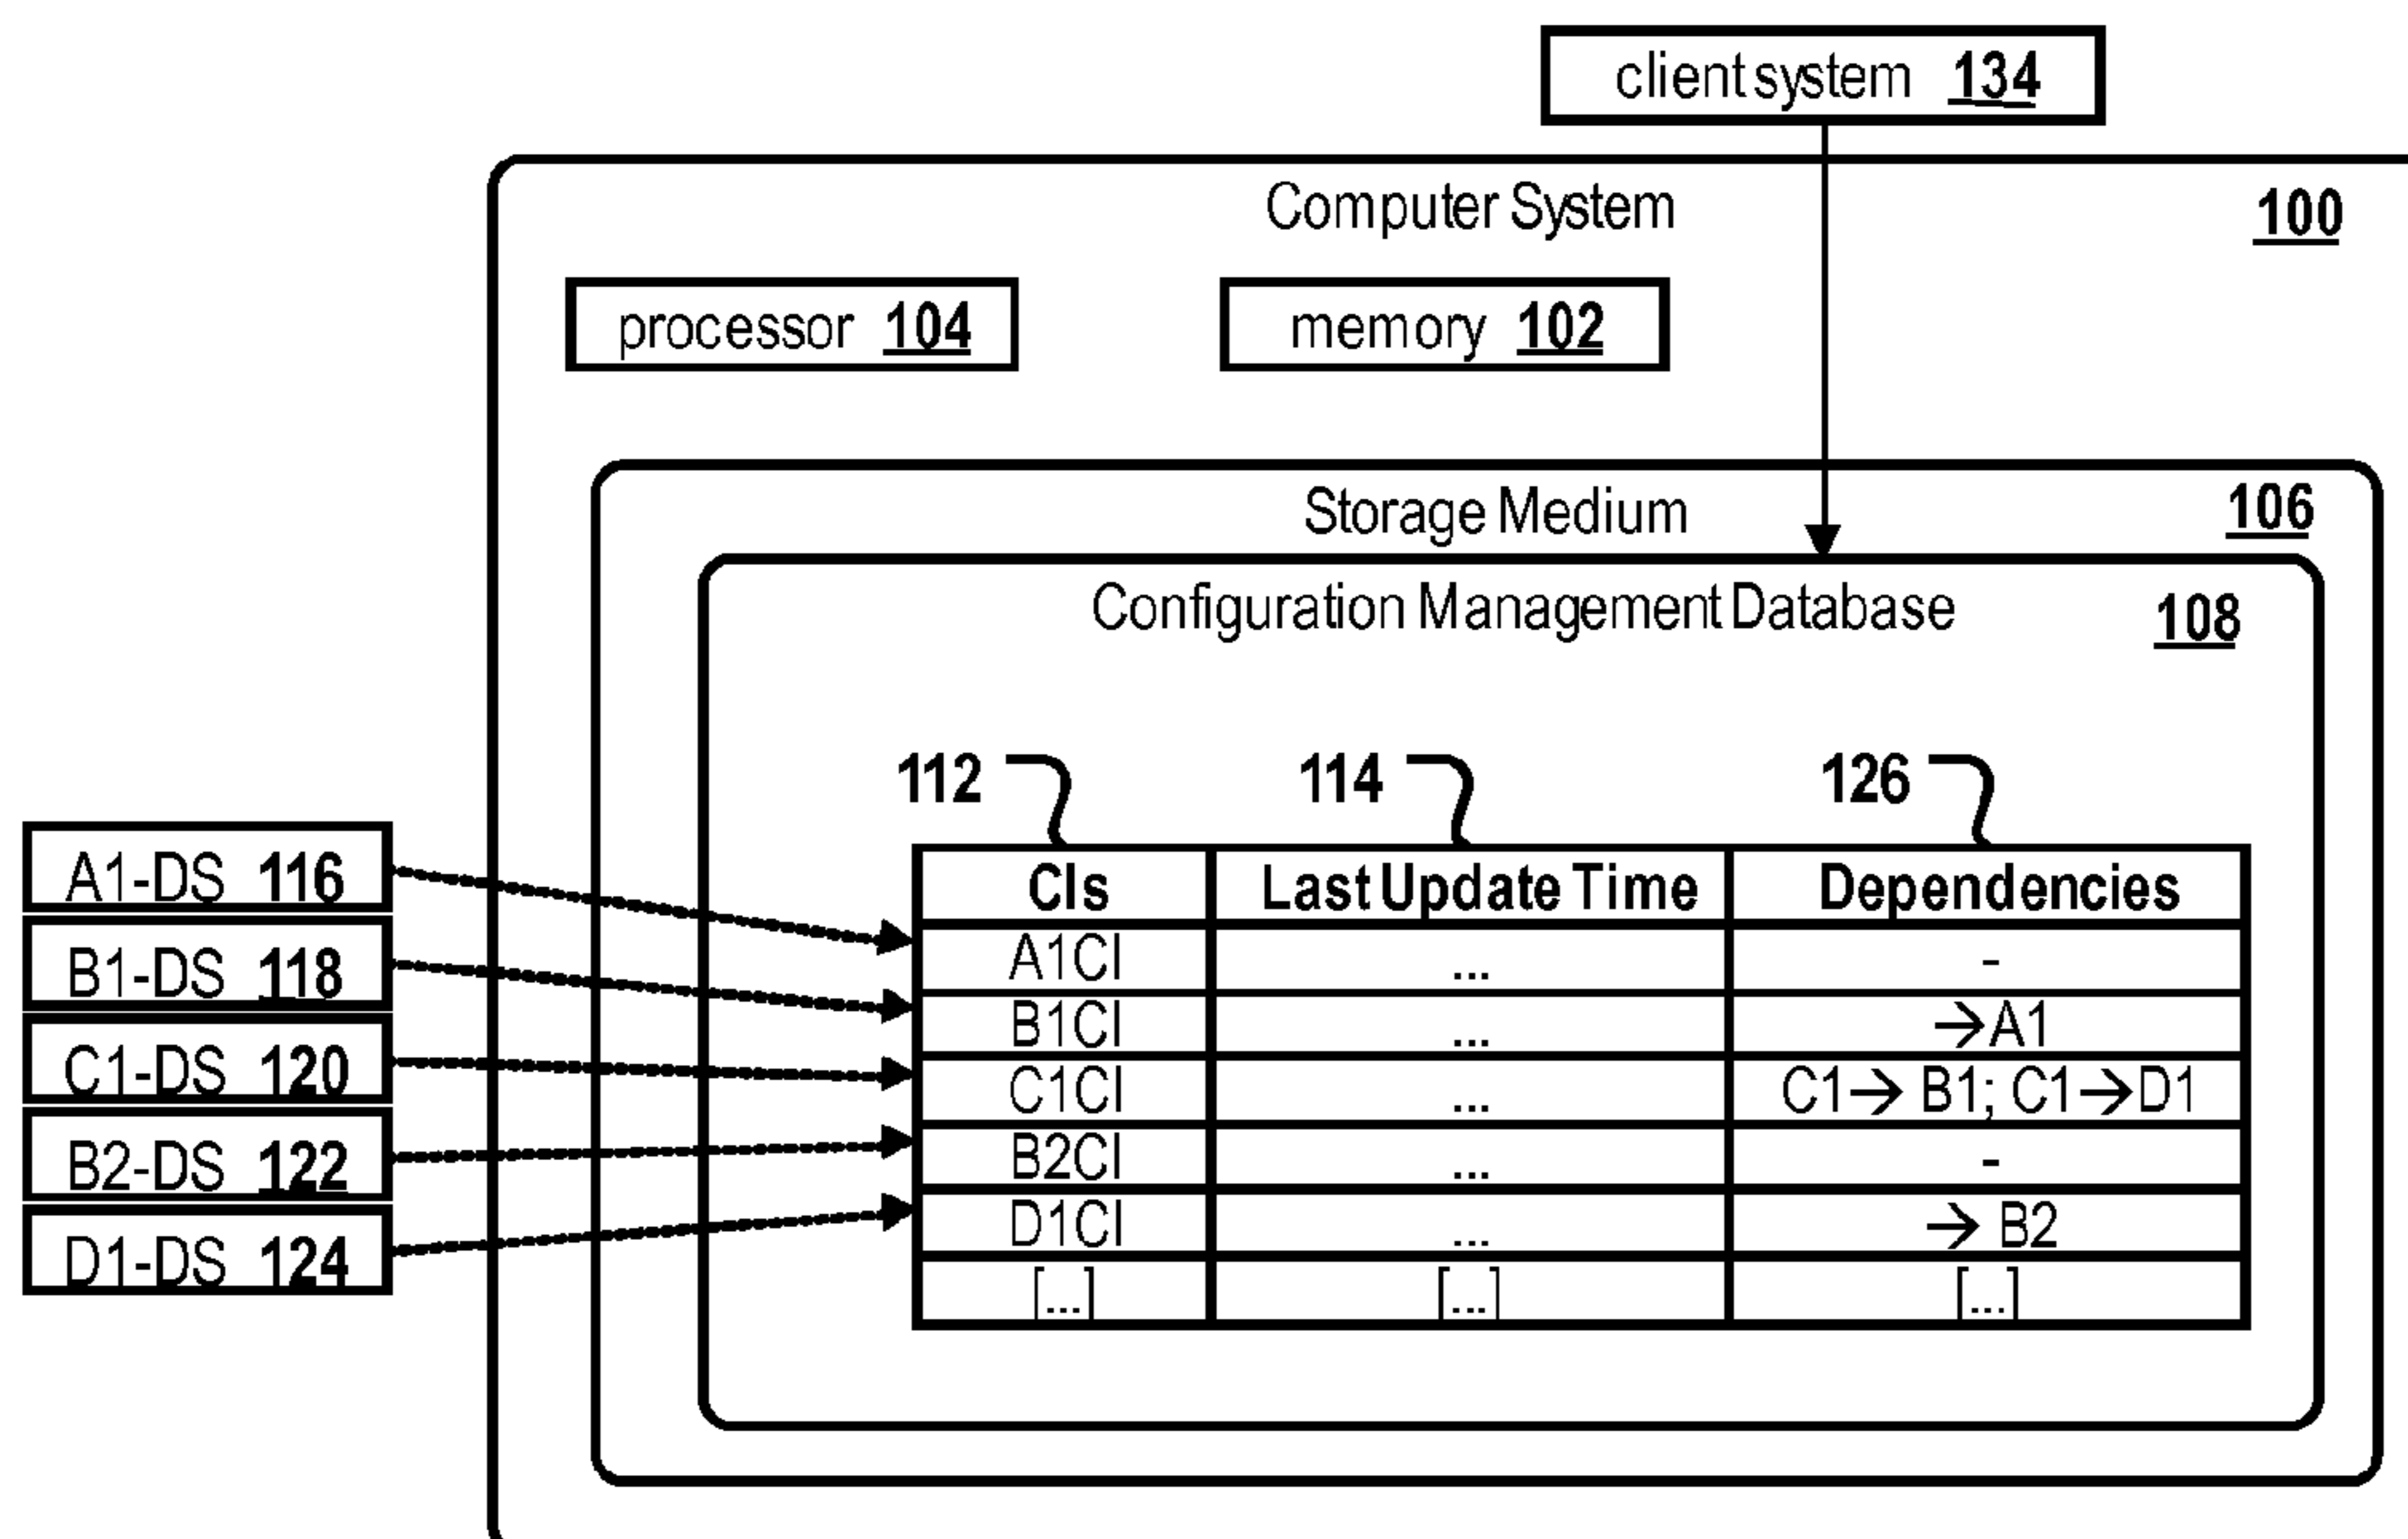 client system 134
Computer System 100
processor 104 memory 102
Storage Medium 106
Configuration Management Database 108
112 114 126
A1-DS 116
B1-DS 118
C1-DS 120
B2-DS 122
D1-DS 124
CIs Last Update Time Dependencies
A1CI ... -
B1CI ... →A1
C1CI ... C1→ B1; C1→D1
B2CI ... -
D1CI ... → B2
[...] [...] [...]